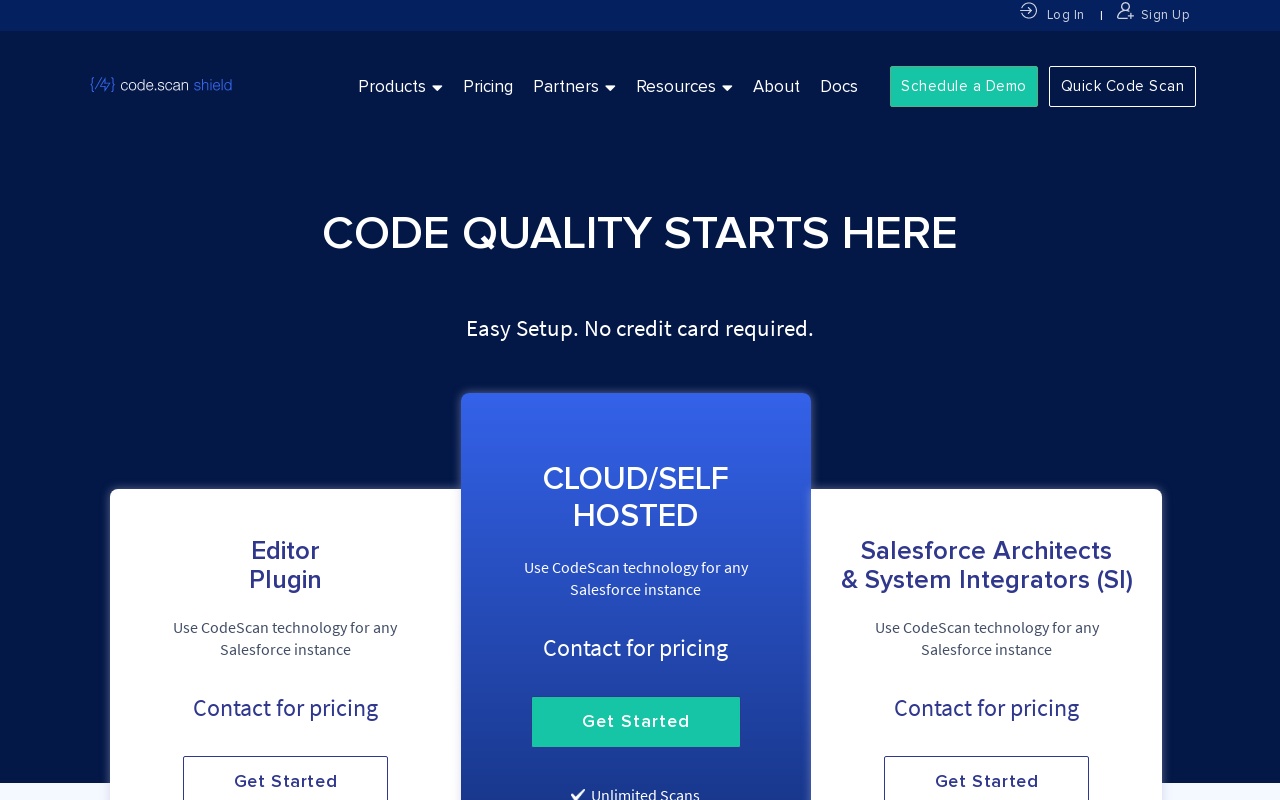 Log In | Sign Up
{/} code.scan shield
Products Pricing Partners Resources About Docs Schedule a Demo Quick Code Scan
CODE QUALITY STARTS HERE
Easy Setup. No credit card required.
CLOUD/SELF
HOSTED
Use CodeScan technology for any
Salesforce instance
Contact for pricing
Get Started
Unlimited Scans
Editor
Plugin
Use CodeScan technology for any
Salesforce instance
Contact for pricing
Get Started
Salesforce Architects
& System Integrators (SI)
Use CodeScan technology for any
Salesforce instance
Contact for pricing
Get Started